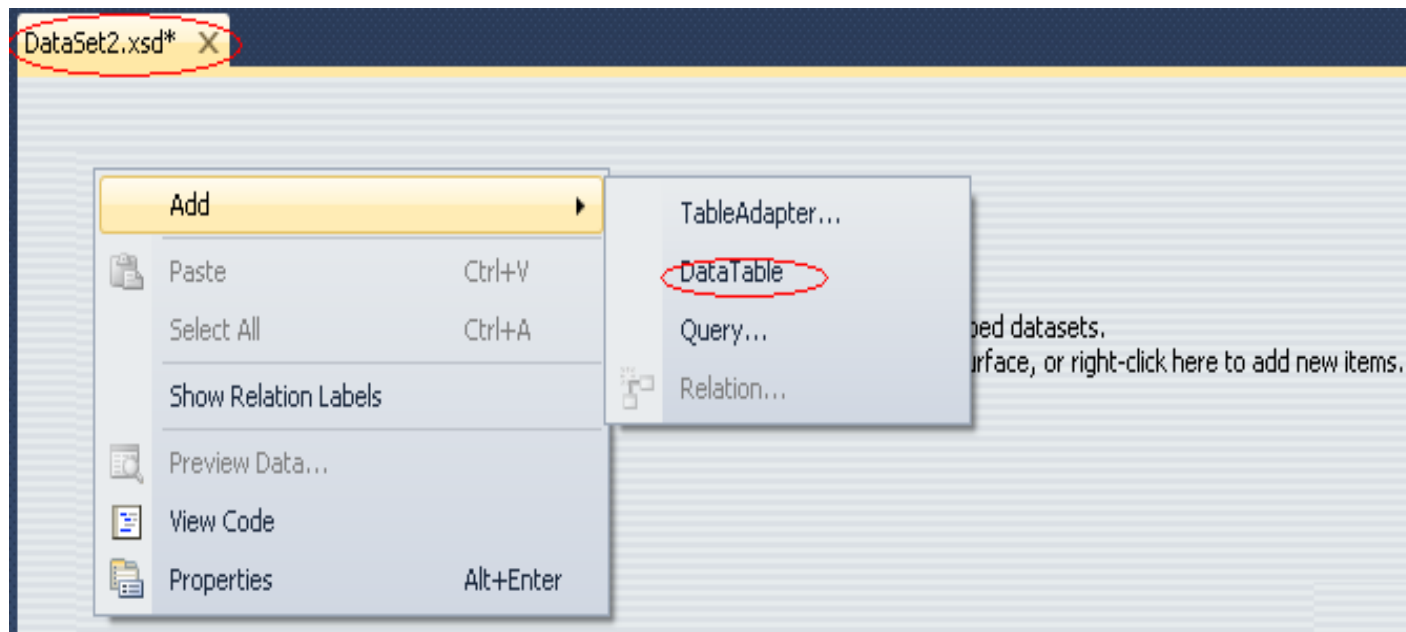 DataSet2.xsd* X
Add
Paste Ctrl+V
Select All Ctrl+A
Show Relation Labels
Preview Data...
View Code
Properties Alt+Enter
TableAdapter...
DataTable
Query...
Relation...
datasets.
or right-click here to add new items.